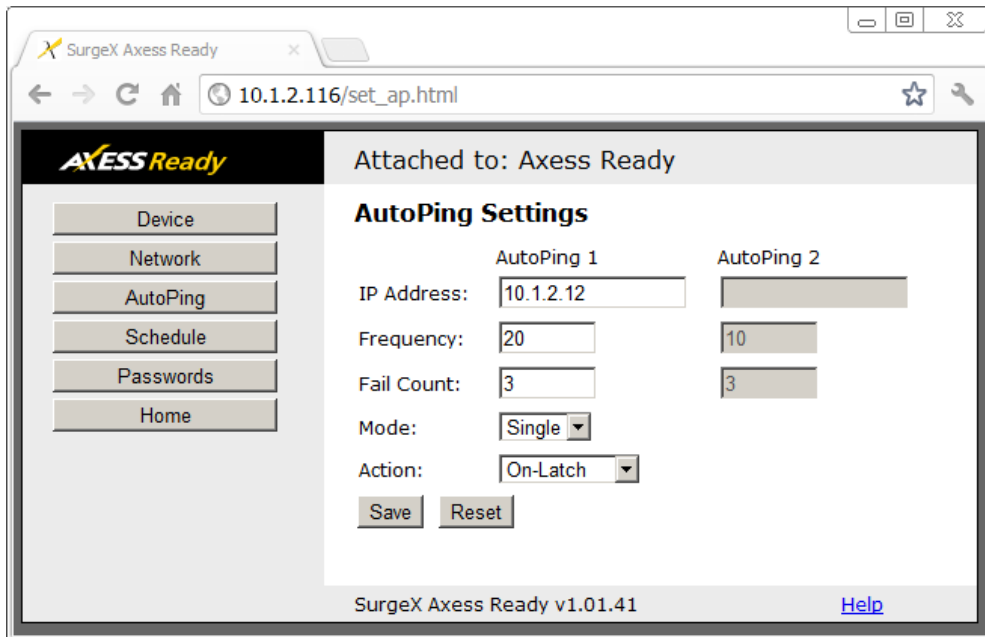 SurgeX Axess Ready
10.1.2.116/set_ap.html
AXESS Ready
Attached to: Axess Ready
Device
Network
AutoPing
Schedule
Passwords
Home
AutoPing Settings
AutoPing 1 AutoPing 2
IP Address: 10.1.2.12
Frequency: 20 10
Fail Count: 3 3
Mode: Single
Action: On-Latch
Save Reset
SurgeX Axess Ready v1.01.41 Help